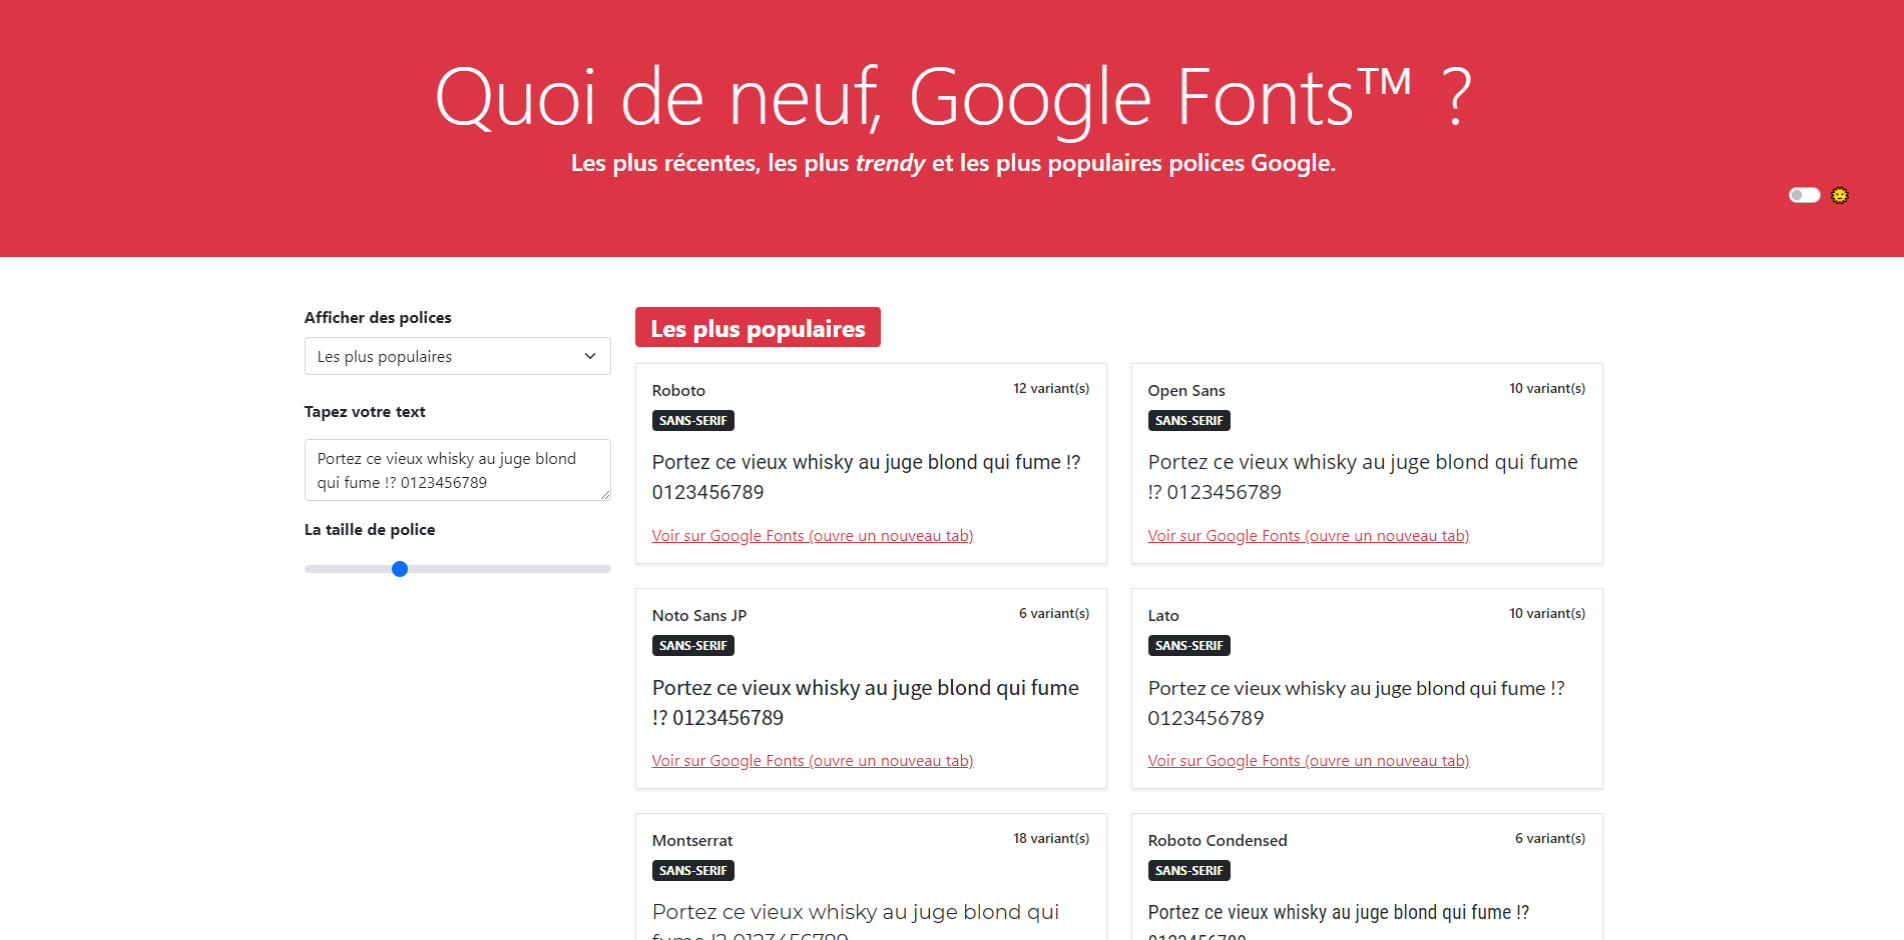 Quoi de neuf, Google Fonts™ ?
Les plus récentes, les plus trendy et les plus populaires polices Google.
Afficher des polices
Les plus populaires
Tapez votre text
Portez ce vieux whisky au juge blond
qui fume !? 0123456789
La taille de police
Les plus populaires
Roboto
12 variant(s)
SANS-SERIF
Portez ce vieux whisky au juge blond qui fume !?
0123456789
Voir sur Google Fonts (ouvre un nouveau tab)
Open Sans
10 variant(s)
SANS-SERIF
Portez ce vieux whisky au juge blond qui fume
!? 0123456789
Voir sur Google Fonts (ouvre un nouveau tab)
Noto Sans JP
6 variant(s)
SANS-SERIF
Portez ce vieux whisky au juge blond qui fume
!? 0123456789
Voir sur Google Fonts (ouvre un nouveau tab)
Lato
10 variant(s)
SANS-SERIF
Portez ce vieux whisky au juge blond qui fume !?
0123456789
Voir sur Google Fonts (ouvre un nouveau tab)
Montserrat
18 variant(s)
SANS-SERIF
Portez ce vieux whisky au juge blond qui
fume !? 0123456789
Roboto Condensed
6 variant(s)
SANS-SERIF
Portez ce vieux whisky au juge blond qui fume !?
0123456789